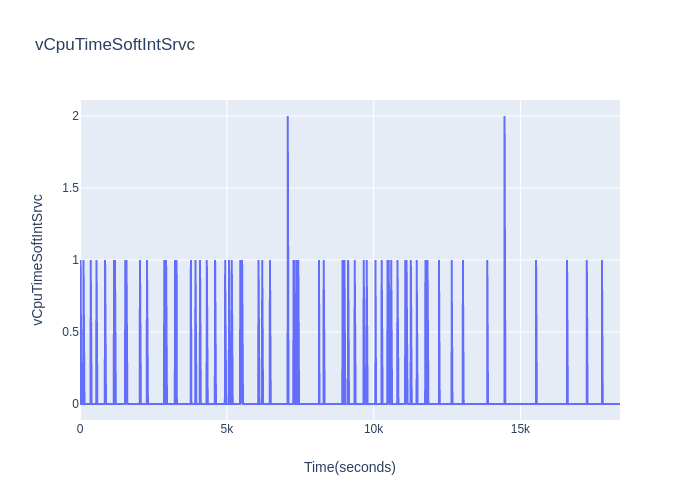 vCpuTimeSoftIntSrvc
2
1.5
1
0.5
0
vCpuTimeSoftIntSrvc
0
5k
10k
15k
Time(seconds)